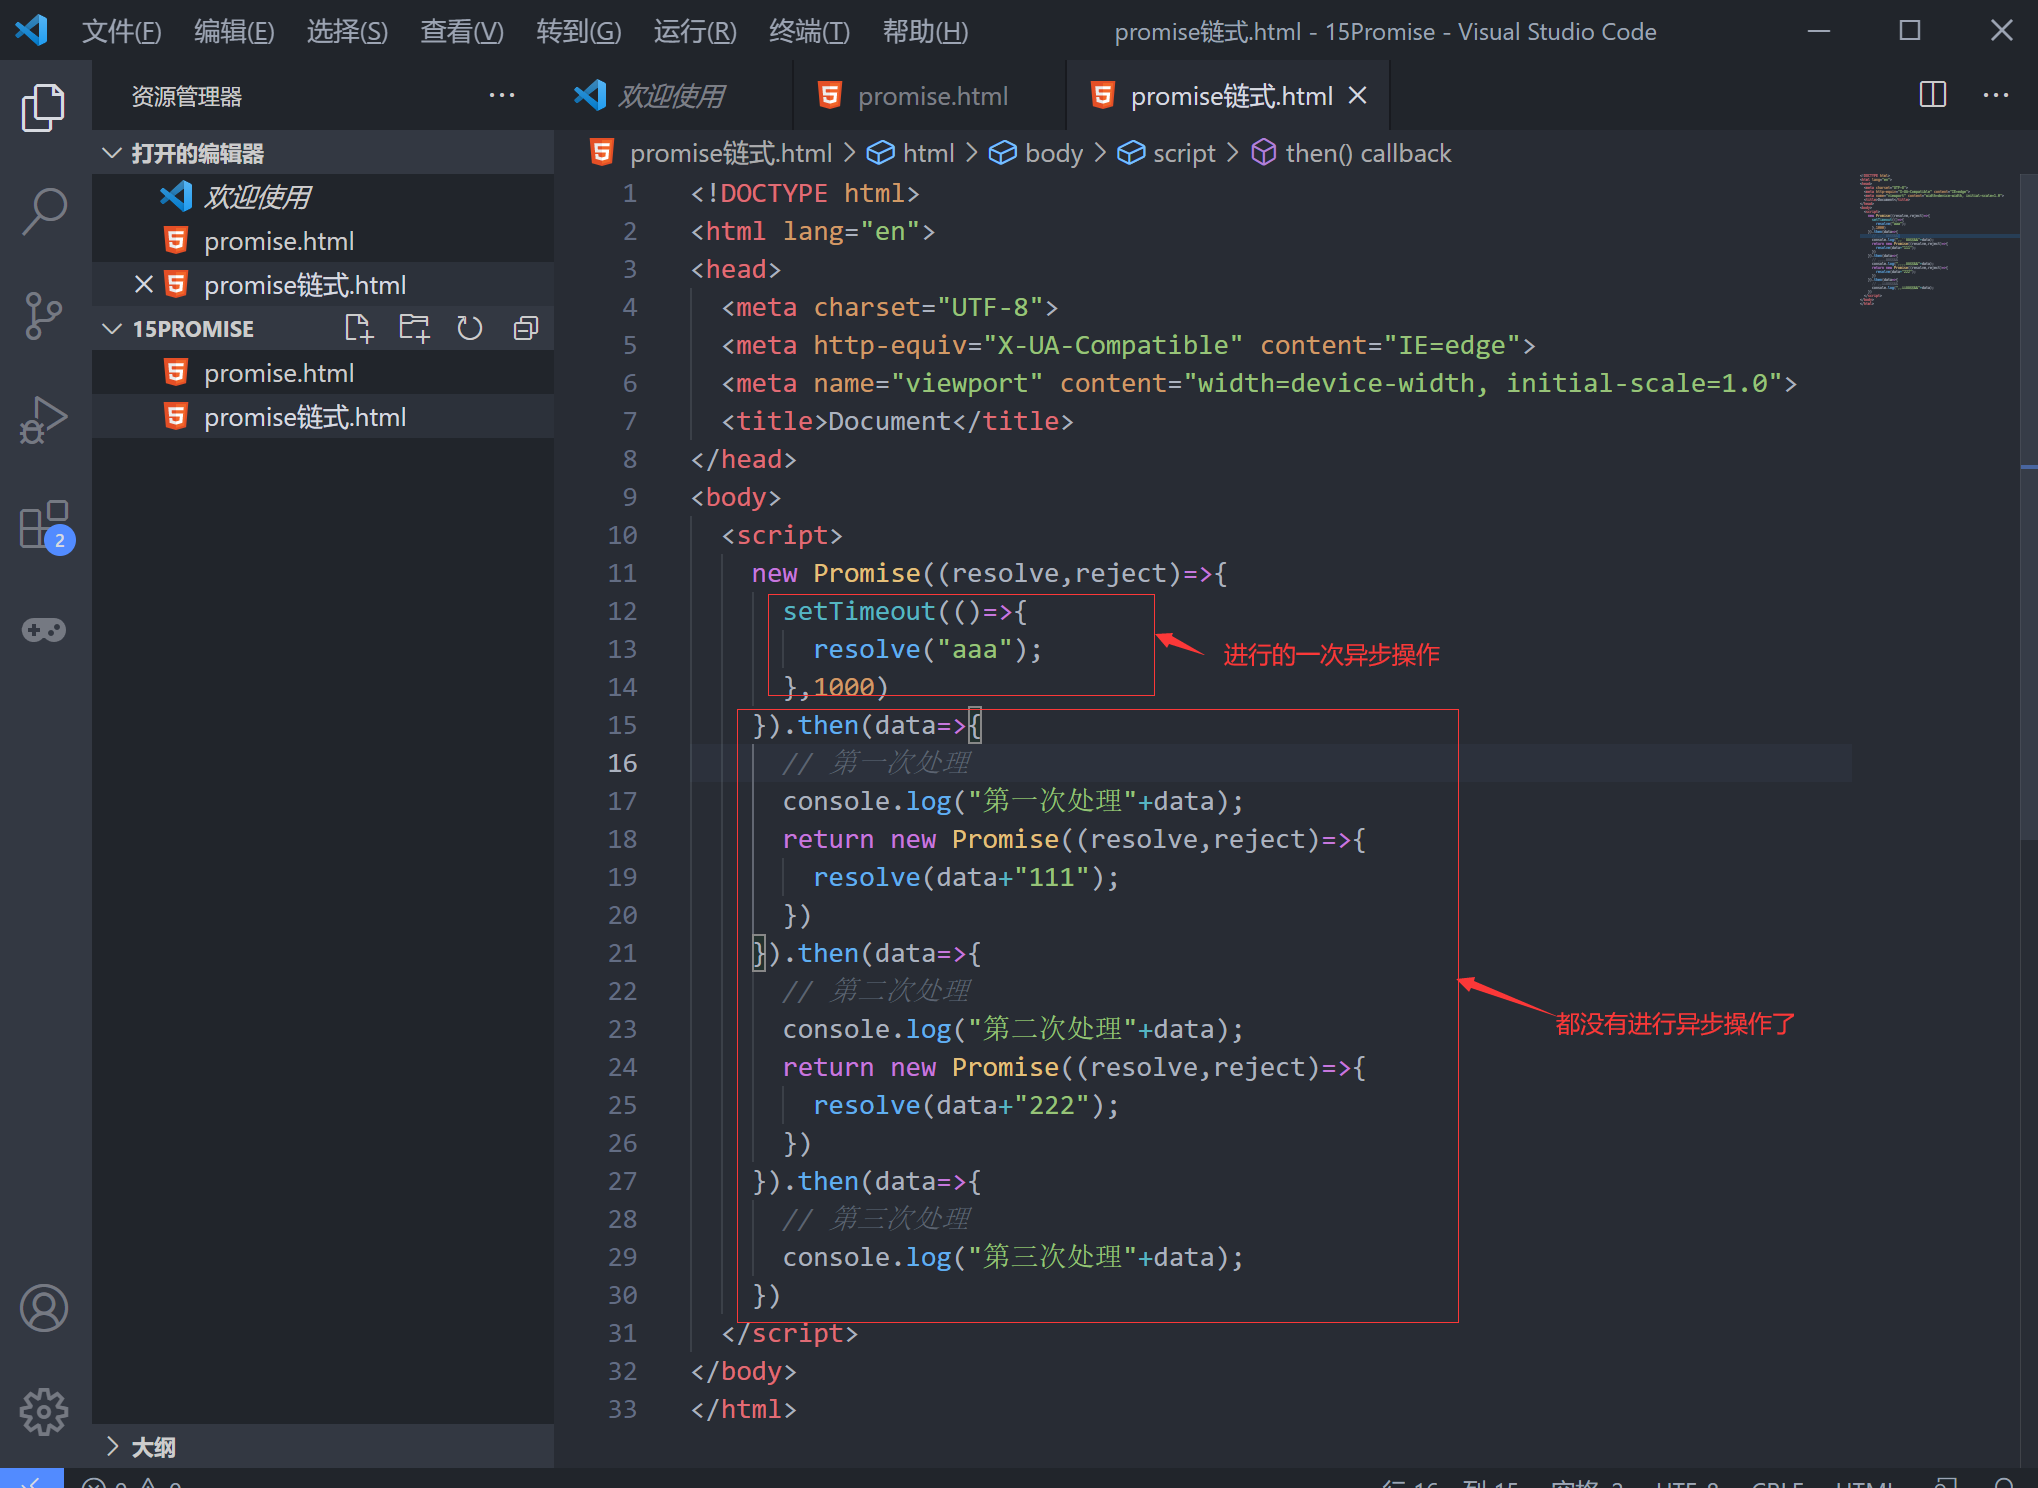 文件(F) 编辑(E) 选择(S) 查看(V) 转到(G) 运行(R) 终端(T) 帮助(H) promise链式.html - 15Promise - Visual Studio Code
资源管理器
打开的编辑器
欢迎使用
promise.html
promise链式.html
15PROMISE
promise.html
promise链式.html
大纲
2
欢迎使用 promise.html promise链式.html
promise链式.html > html > body > script > then() callback
1 <!DOCTYPE html>
2 <html lang="en">
3 <head>
4 <meta charset="UTF-8">
5 <meta http-equiv="X-UA-Compatible" content="IE=edge">
6 <meta name="viewport" content="width=device-width, initial-scale=1.0">
7 <title>Document</title>
8 </head>
9 <body>
10 <script>
11 new Promise((resolve,reject)=>{
12 setTimeout(()=>{
13 resolve("aaa");
14 },1000)
进行的一次异步操作
15 }).then(data=>{
16 // 第一次处理
17 console.log("第一次处理"+data);
18 return new Promise((resolve,reject)=>{
19 resolve(data+"111");
20 })
21 }).then(data=>{
22 // 第二次处理
23 console.log("第二次处理"+data);
都没有进行异步操作了
24 return new Promise((resolve,reject)=>{
25 resolve(data+"222");
26 })
27 }).then(data=>{
28 // 第三次处理
29 console.log("第三次处理"+data);
30 })
31 </script>
32 </body>
33 </html>